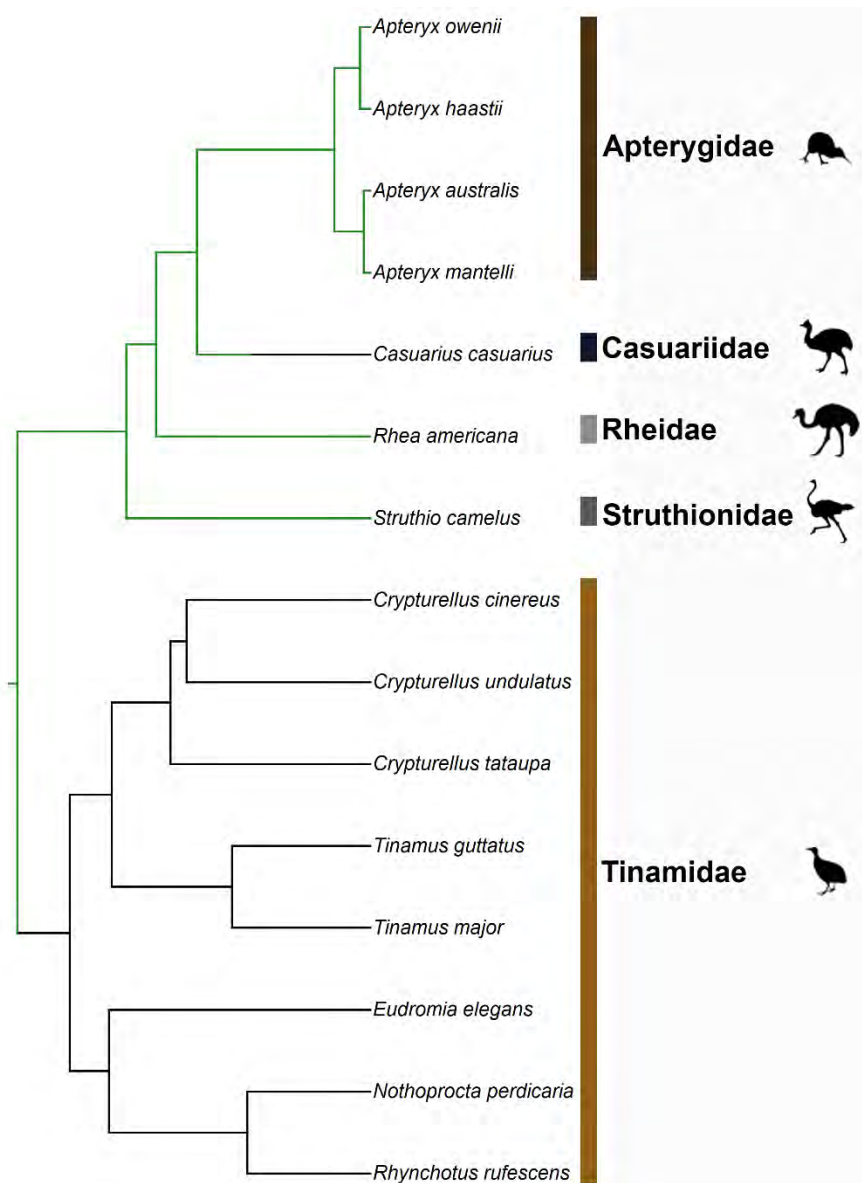 Apteryx owenii
Apteryx haastii
Apterygidae
Apteryx australis
Apteryx mantelli
Casuarius casuarius
Casuariidae
Rhea americana
Rheidae
Struthio camelus
Struthionidae
Crypturellus cinereus
Crypturellus undulatus
Crypturellus tataupa
Tinamus guttatus
Tinamidae
Tinamus major
Eudromia elegans
Nothoprocta perdicaria
Rhynchotus rufescens